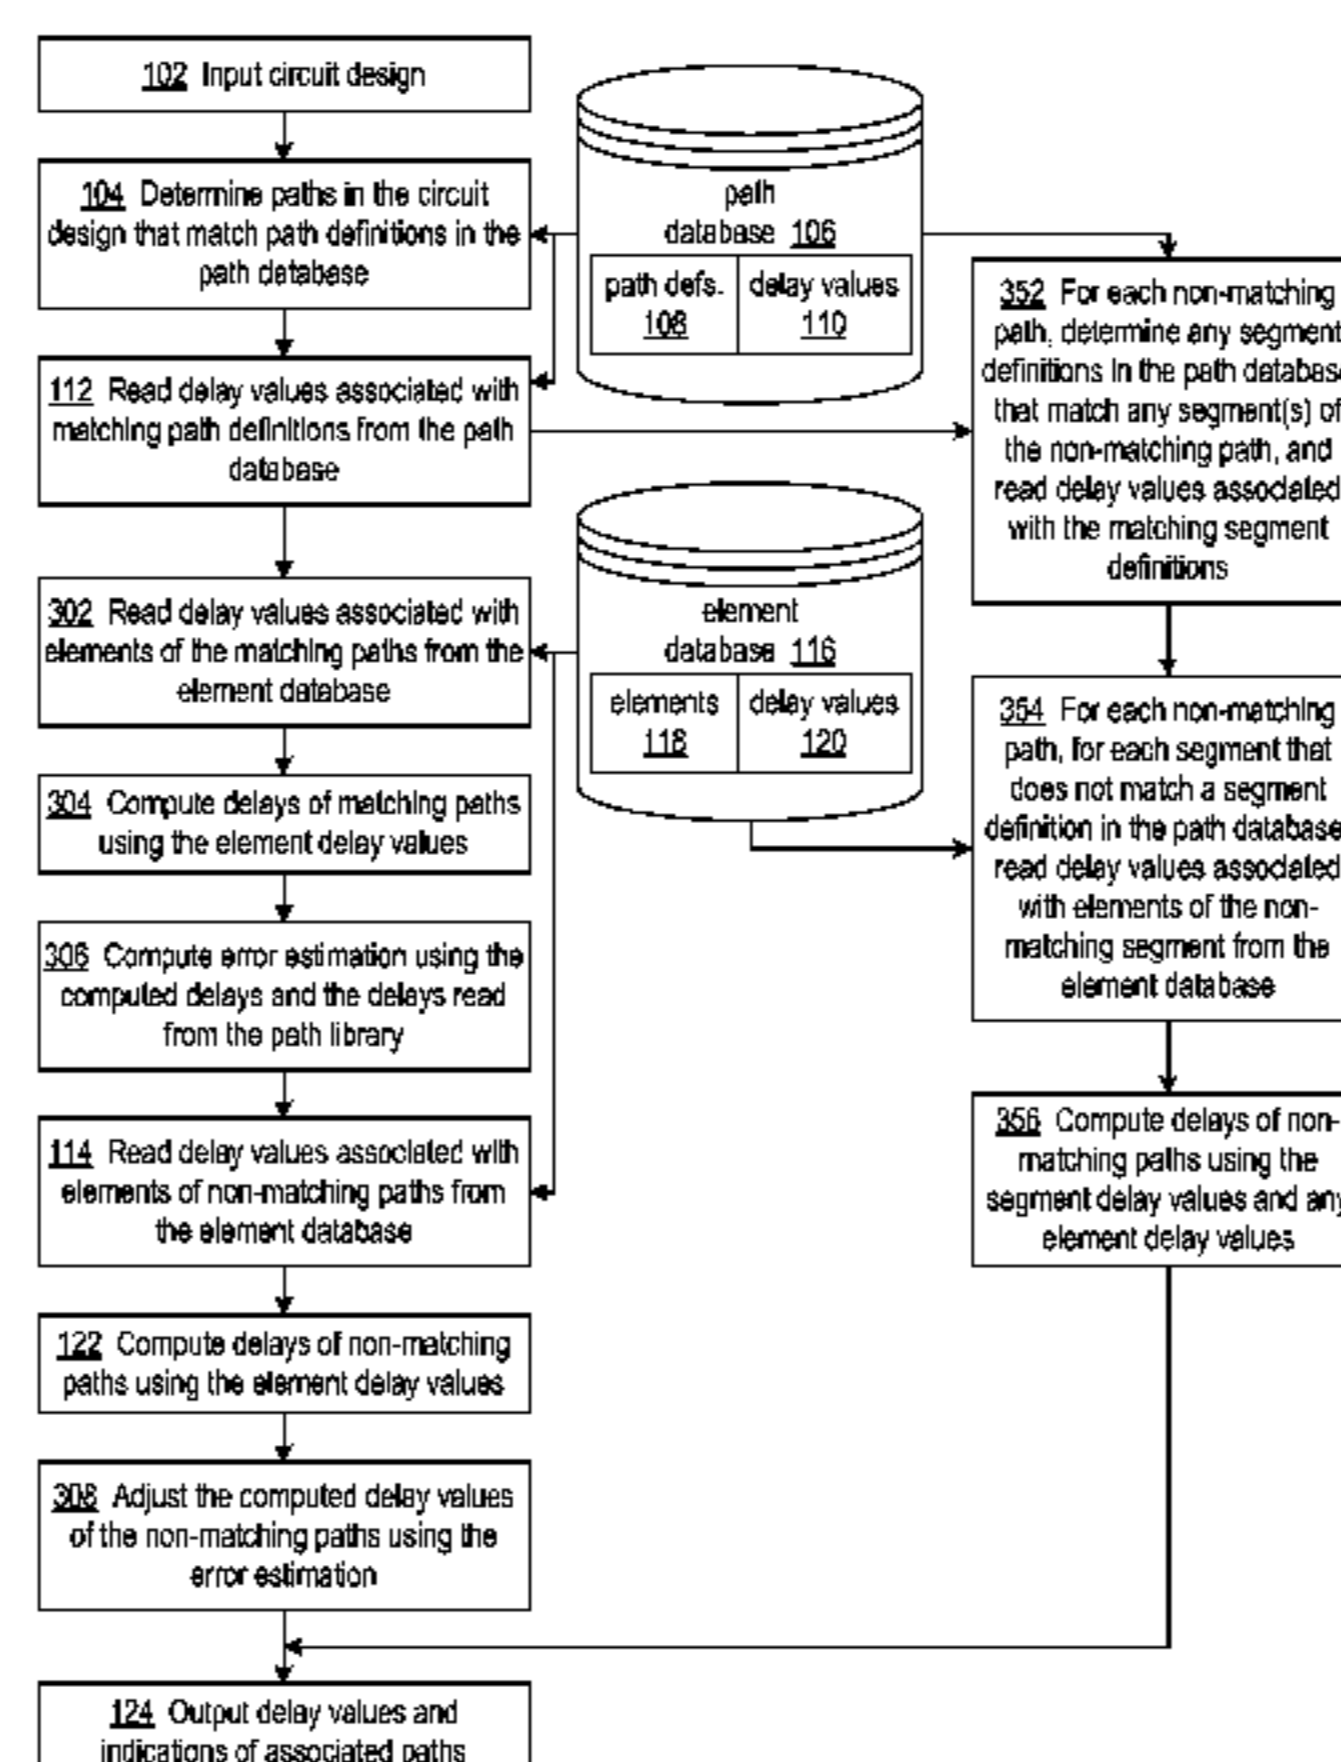 102 Input circuit design
104 Determine paths in the circuit
design that match path definitions in the
path database
112 Read delay values associated with
matching path definitions from the path
database
302 Read delay values associated with
elements of the matching paths from the
element database
304 Compute delays of matching paths
using the element delay values
306 Compute error estimation using the
computed delays and the delays read
from the path library
114 Read delay values associated with
elements of non-matching paths from
the element database
122 Compute delays of non-matching
paths using the element delay values
308 Adjust the computed delay values
of the non-matching paths using the
error estimation
124 Output delay values and
indications of associated paths
path
database 106
path defs.
108
delay values
110
element
database 116
elements
118
delay values
120
352 For each non-matching
path, determine any segment
definitions in the path database
that match any segment(s) of
the non-matching path, and
read delay values associated
with the matching segment
definitions
354 For each non-matching
path, for each segment that
does not match a segment
definition in the path database
read delay values associated
with elements of the non-
matching segment from the
element database
356 Compute delays of non-
matching paths using the
segment delay values and any
element delay values